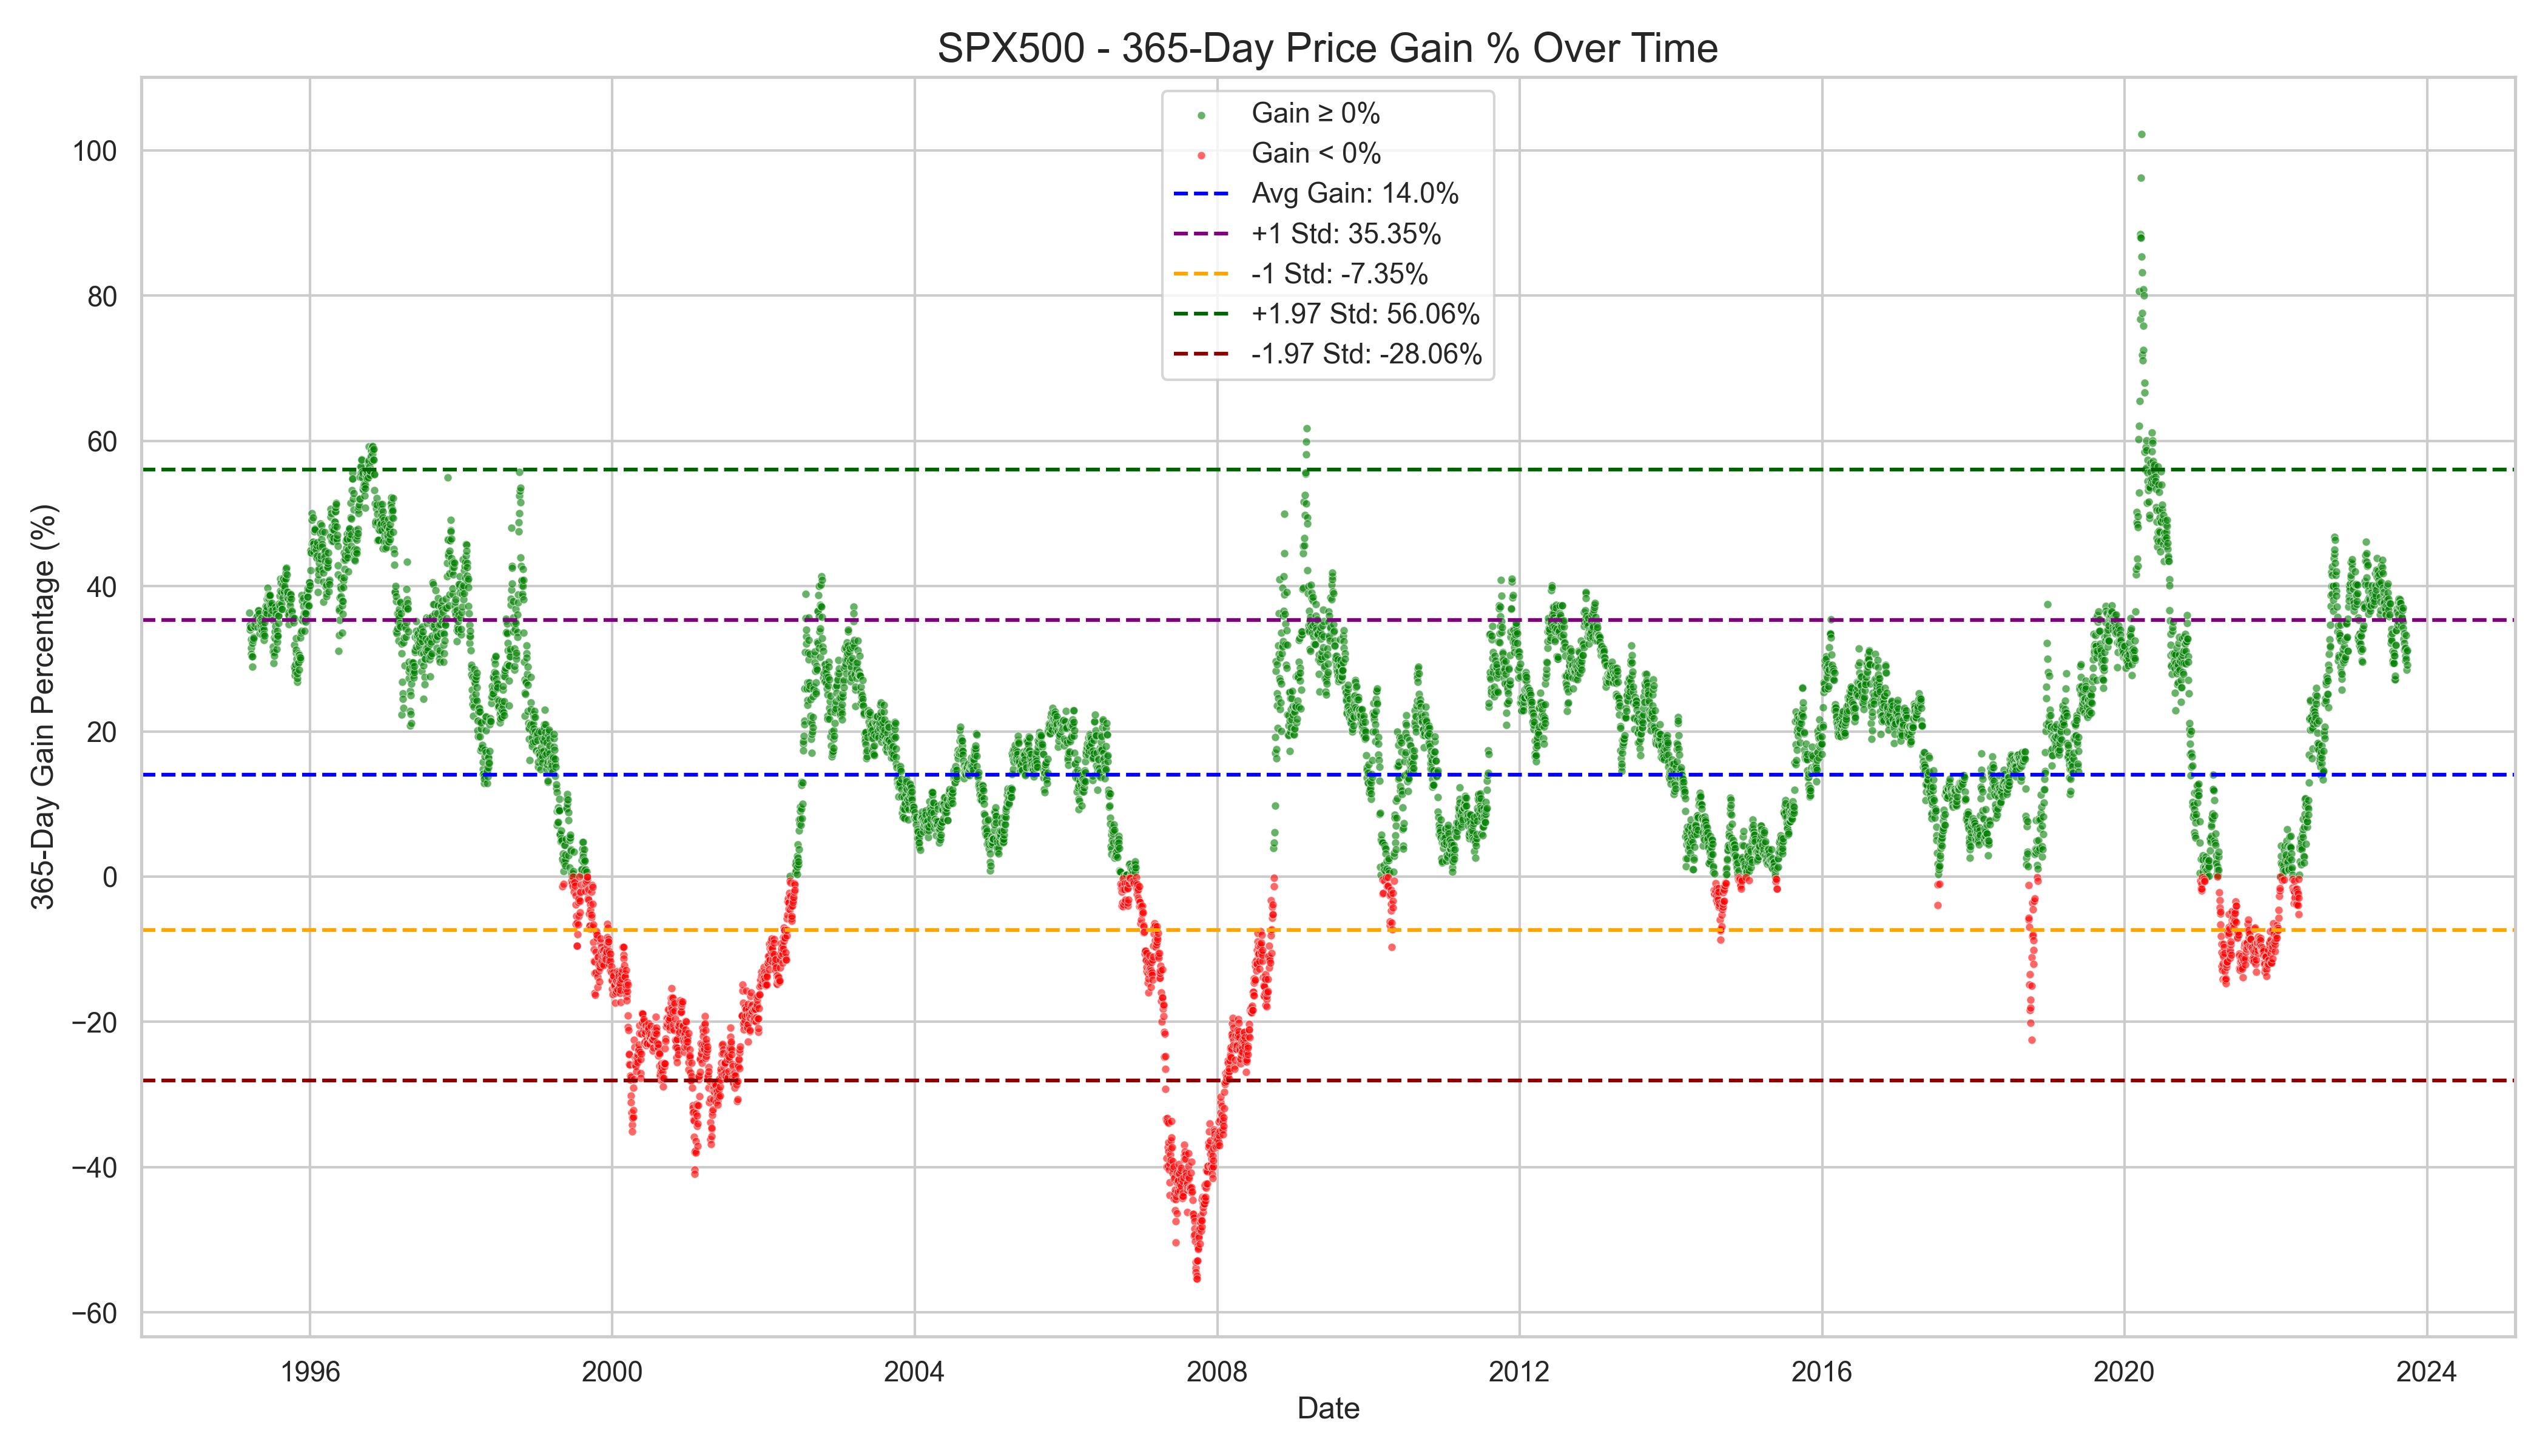 SPX500 - 365-Day Price Gain % Over Time
Gain ≥ 0%
Gain < 0%
Avg Gain: 14.0%
+1 Std: 35.35%
-1 Std: -7.35%
+1.97 Std: 56.06%
-1.97 Std: -28.06%
365-Day Gain Percentage (%)
100
80
60
40
20
0
−20
−40
−60
1996 2000 2004 2008 2012 2016 2020 2024
Date